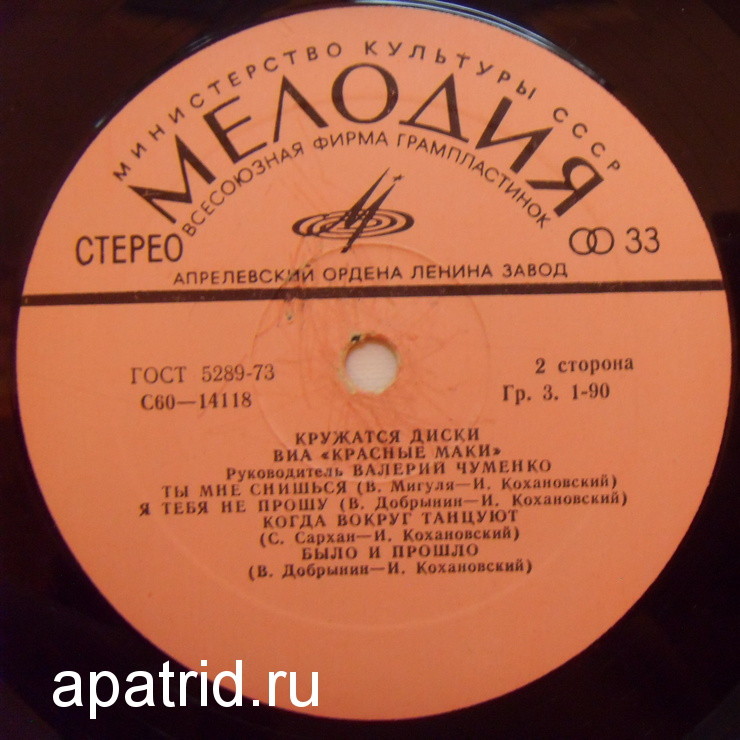 МИНИСТЕРСТВО КУЛЬТУРЫ СССР
МЕЛОДИЯ
ВСЕСОЮЗНАЯ ФИРМА ГРАМПЛАСТИНОК
СТЕРЕО
33
АПРЕЛЕВСКИЙ ОРДЕНА ЛЕНИНА ЗАВОД
ГОСТ 5289-73
2 сторона
С60—14118
Гр. 3. 1-90
КРУЖАТСЯ ДИСКИ
ВИА «КРАСНЫЕ МАКИ»
Руководитель ВАЛЕРИЙ ЧУМЕНКО
ТЫ МНЕ СНИШЬСЯ (В. Мигуля—И. Кохановский)
Я ТЕБЯ НЕ ПРОШУ (В. Добрынин—И. Кохановский)
КОГДА ВОКРУГ ТАНЦУЮТ
(С. Сархан—И. Кохановский)
БЫЛО И ПРОШЛО
(В. Добрынин—И. Кохановский)
apatrid.ru